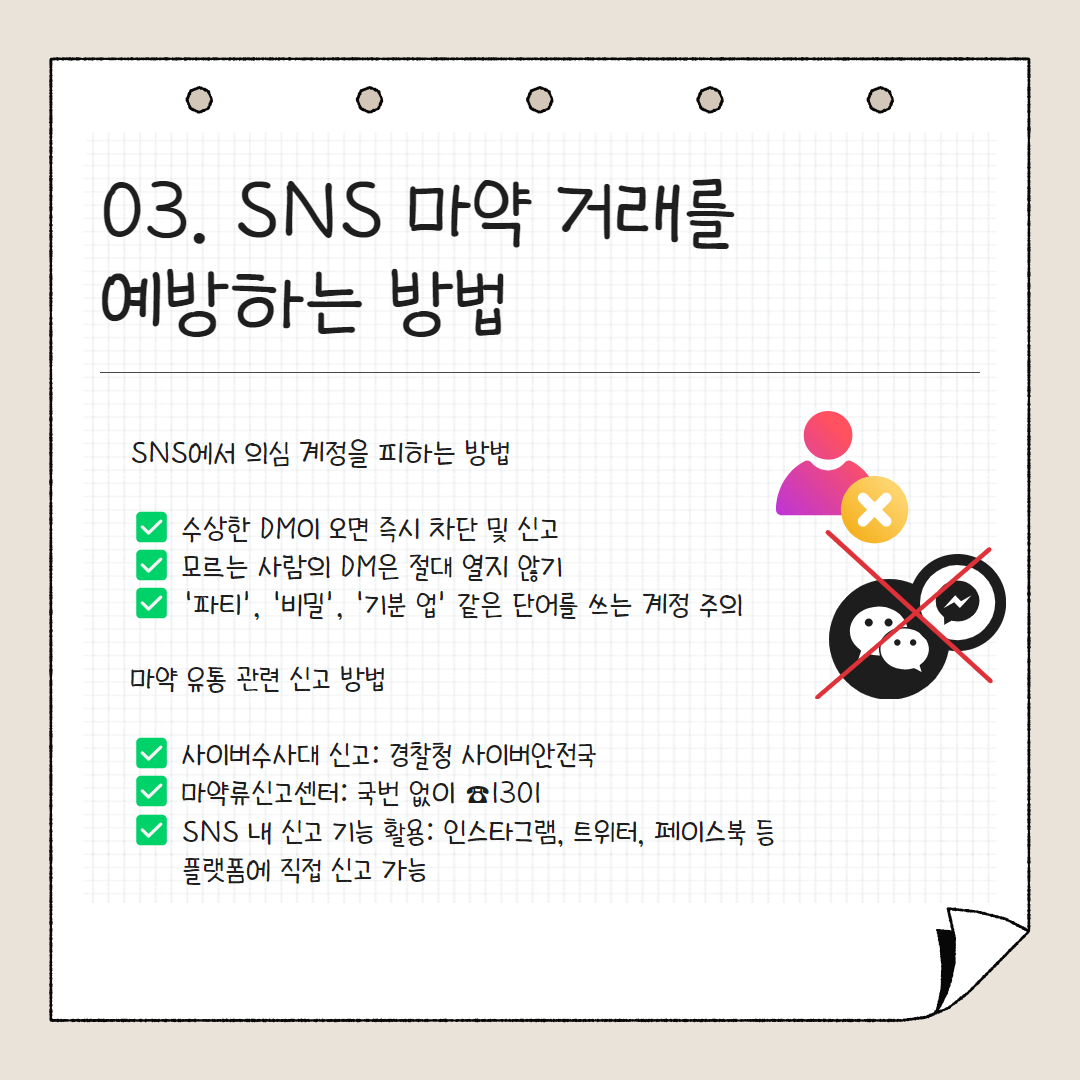 03. SNS 마약 거래를
예방하는 방법
SNS에서 의심 계정을 피하는 방법
✅ 수상한 DM이 오면 즉시 차단 및 신고
✅ 모르는 사람의 DM은 절대 열지 않기
✅ '파티', '비밀', '기분 업' 같은 단어를 쓰는 계정 주의
마약 유통 관련 신고 방법
✅ 사이버수사대 신고: 경찰청 사이버안전국
✅ 마약류신고센터: 국번 없이 ☎1301
✅ SNS 내 신고 기능 활용: 인스타그램, 트위터, 페이스북 등
플랫폼에 직접 신고 가능